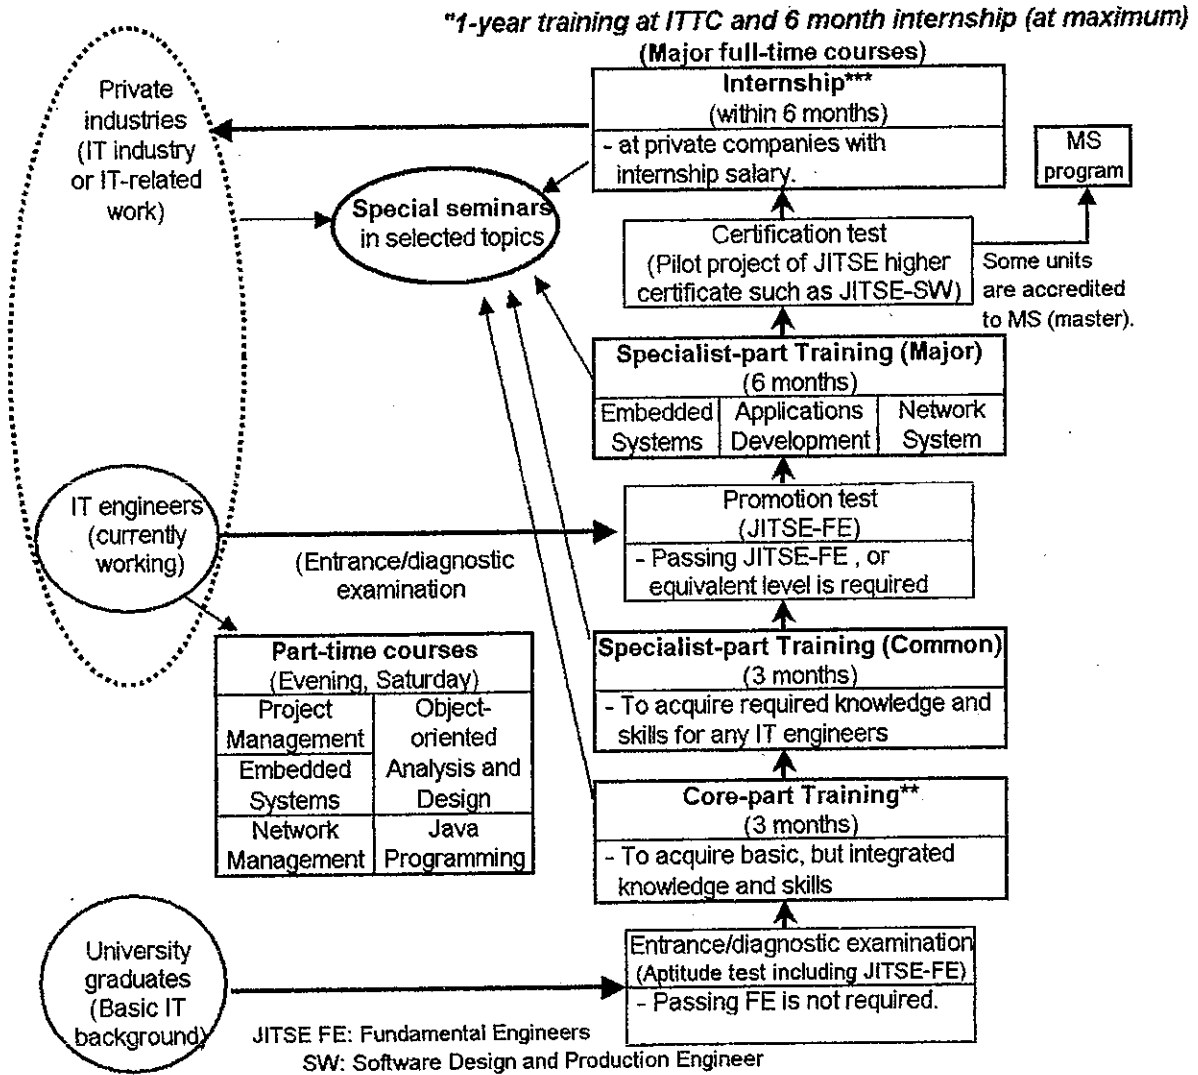 "1-year training at ITTC and 6 month internship (at maximum)
(Major full-time courses)
Internship***
(within 6 months)
- at private companies with
internship salary.
Private
industries
(IT industry
or IT-related
work)
MS
program
Special seminars
in selected topics
Certification test
(Pilot project of JITSE higher
certificate such as JITSE-SW)
Some units
are accredited
to MS (master).
Specialist-part Training (Major)
(6 months)
Embedded
Systems
Applications
Development
Network
System
IT engineers
(currently
working)
(Entrance/diagnostic
examination
Promotion test
(JITSE-FE)
- Passing JITSE-FE , or
equivalent level is required
Part-time courses
(Evening, Saturday)
Project
Management
Object-
oriented
Analysis and
Design
Embedded
Systems
Network
Management
Java
Programming
Specialist-part Training (Common)
(3 months)
- To acquire required knowledge and
skills for any IT engineers
Core-part Training**
(3 months)
- To acquire basic, but integrated
knowledge and skills
University
graduates
(Basic IT
background)
Entrance/diagnostic examination
(Aptitude test including JITSE-FE)
- Passing FE is not required.
JITSE FE: Fundamental Engineers
SW: Software Design and Production Engineer